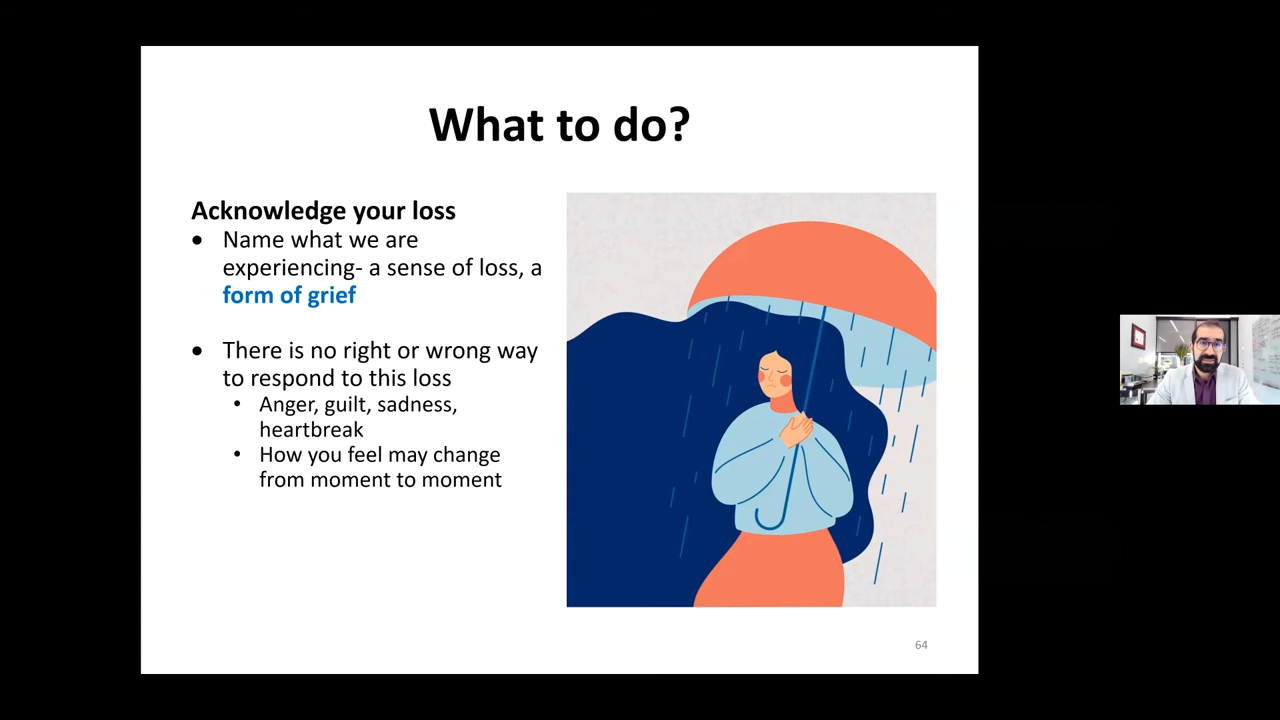 What to do?
Acknowledge your loss
• Name what we are
experiencing- a sense of loss, a
form of grief
• There is no right or wrong way
to respond to this loss
• Anger, guilt, sadness,
heartbreak
• How you feel may change
from moment to moment
64